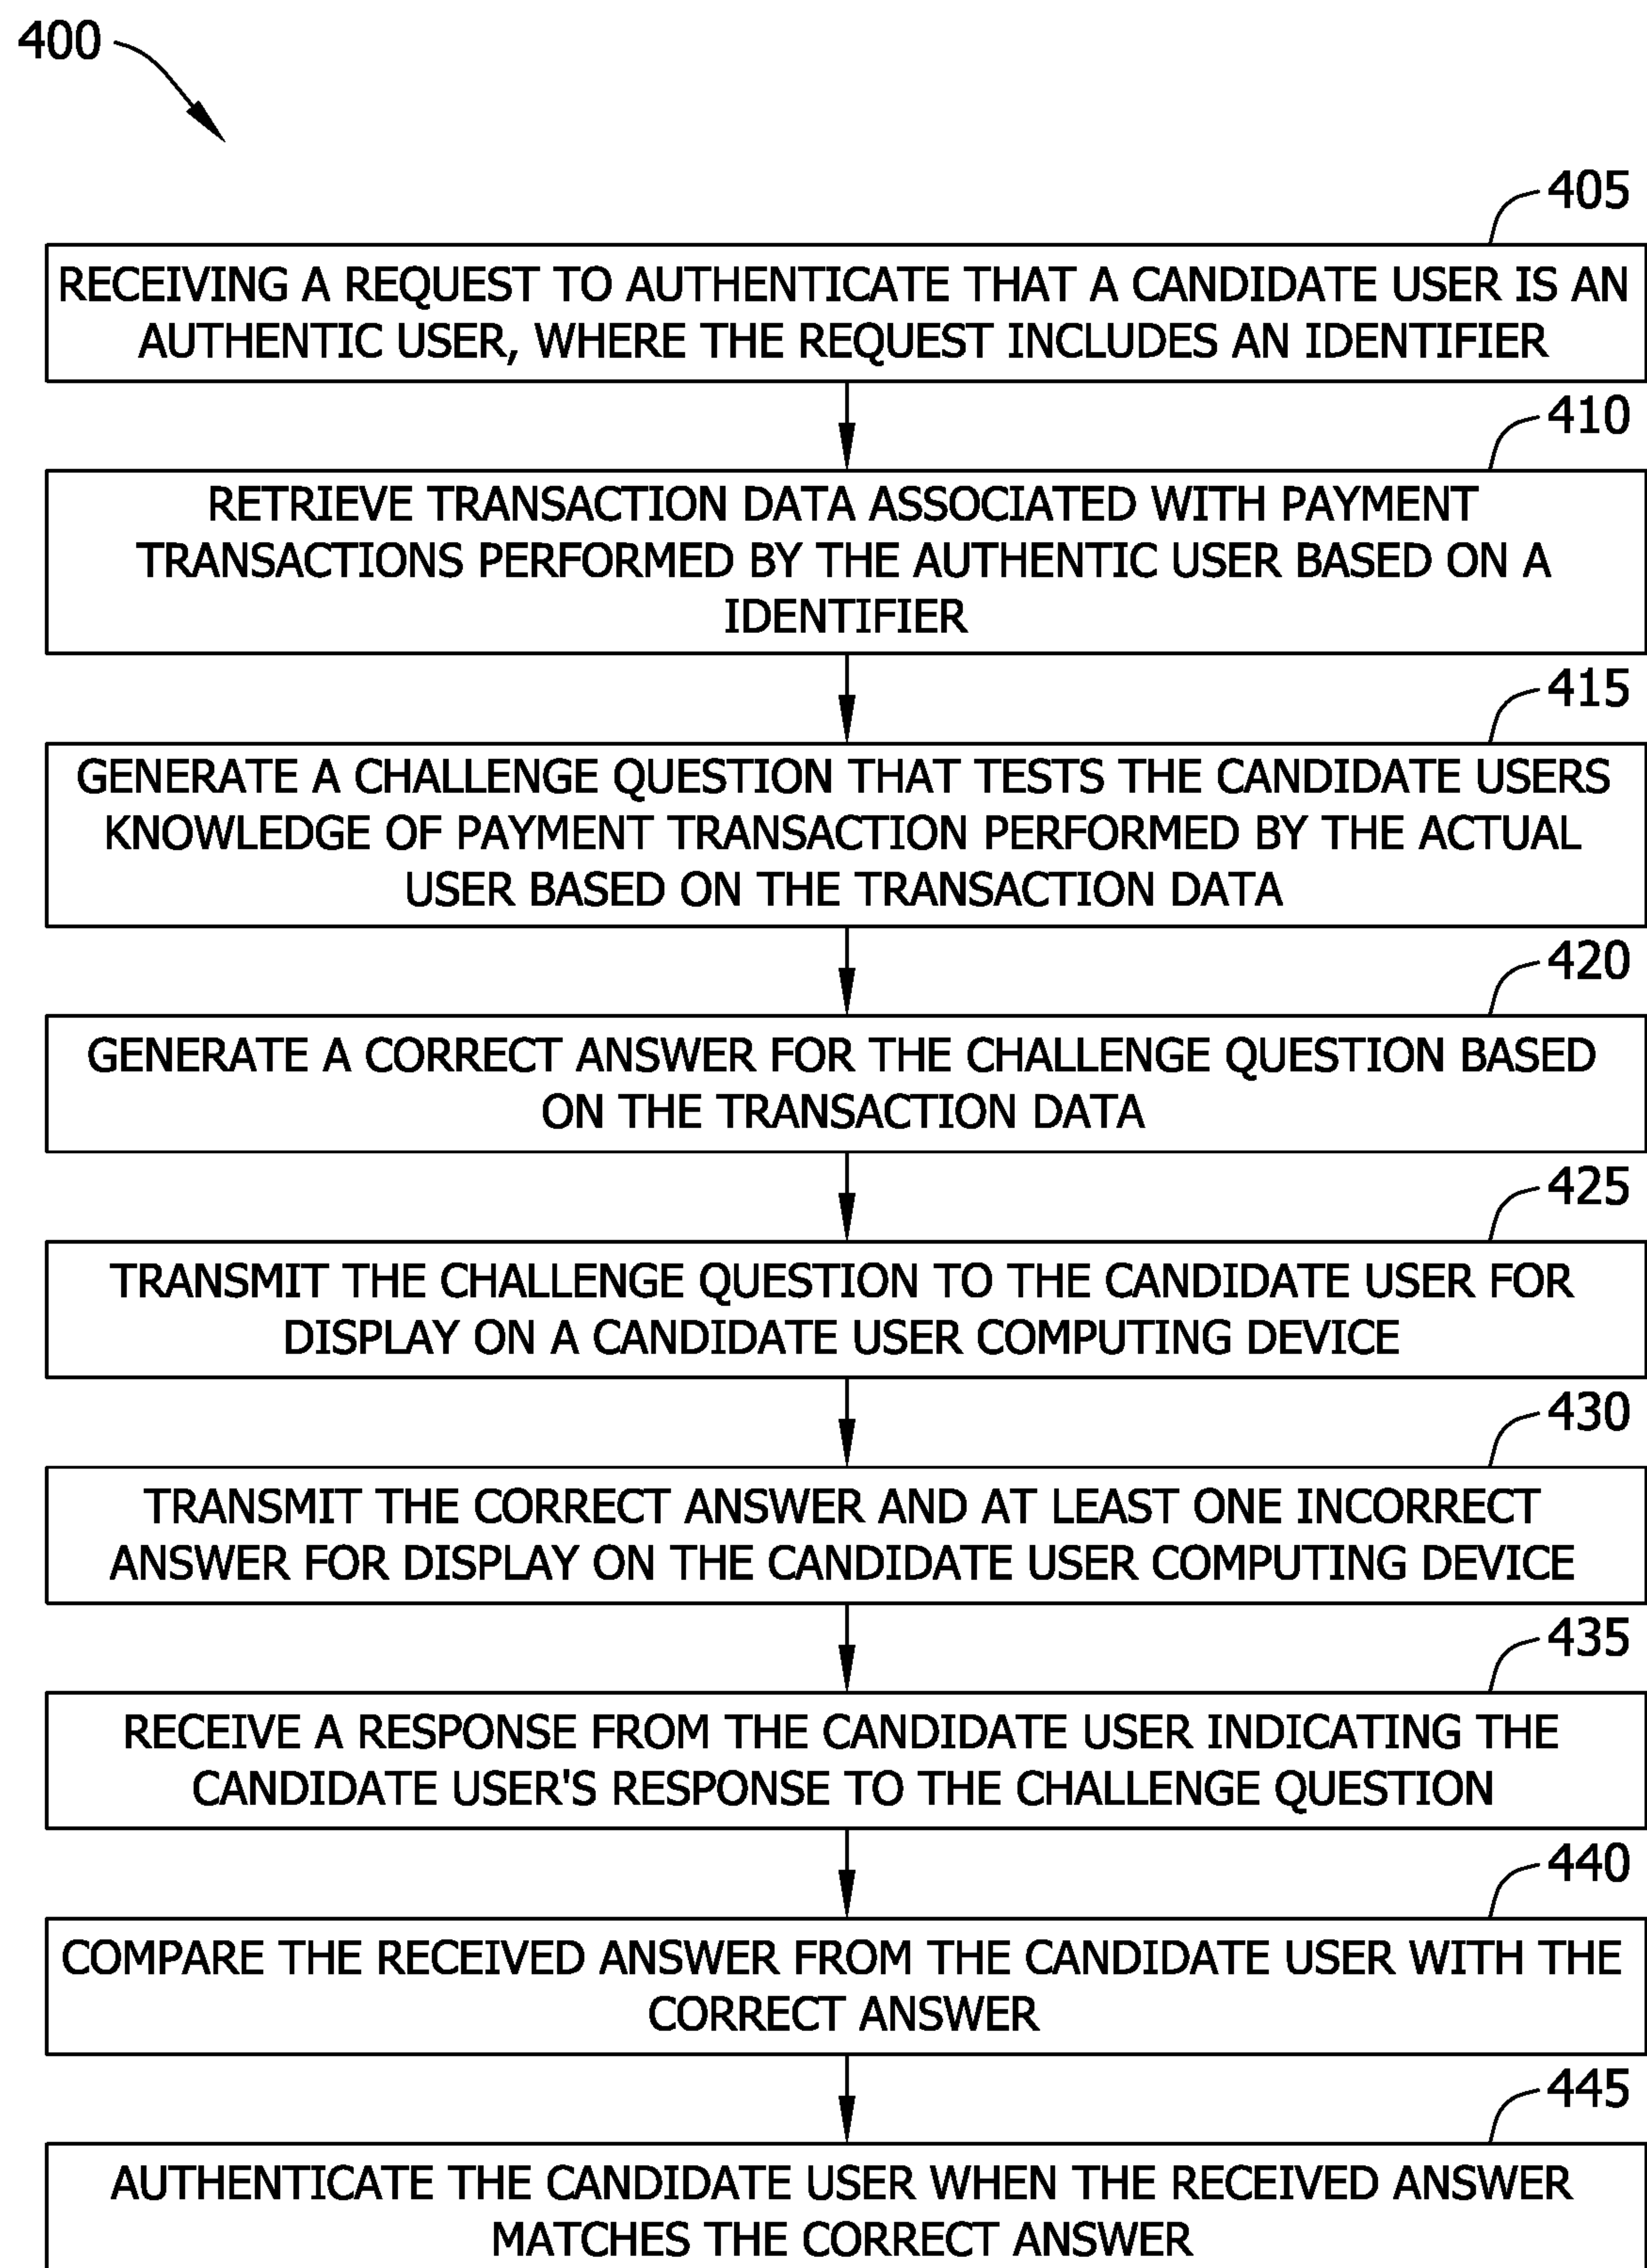 400
405
RECEIVING A REQUEST TO AUTHENTICATE THAT A CANDIDATE USER IS AN
AUTHENTIC USER, WHERE THE REQUEST INCLUDES AN IDENTIFIER
410
RETRIEVE TRANSACTION DATA ASSOCIATED WITH PAYMENT
TRANSACTIONS PERFORMED BY THE AUTHENTIC USER BASED ON A
IDENTIFIER
415
GENERATE A CHALLENGE QUESTION THAT TESTS THE CANDIDATE USERS
KNOWLEDGE OF PAYMENT TRANSACTION PERFORMED BY THE ACTUAL
USER BASED ON THE TRANSACTION DATA
420
GENERATE A CORRECT ANSWER FOR THE CHALLENGE QUESTION BASED
ON THE TRANSACTION DATA
425
TRANSMIT THE CHALLENGE QUESTION TO THE CANDIDATE USER FOR
DISPLAY ON A CANDIDATE USER COMPUTING DEVICE
430
TRANSMIT THE CORRECT ANSWER AND AT LEAST ONE INCORRECT
ANSWER FOR DISPLAY ON THE CANDIDATE USER COMPUTING DEVICE
435
RECEIVE A RESPONSE FROM THE CANDIDATE USER INDICATING THE
CANDIDATE USER'S RESPONSE TO THE CHALLENGE QUESTION
440
COMPARE THE RECEIVED ANSWER FROM THE CANDIDATE USER WITH THE
CORRECT ANSWER
445
AUTHENTICATE THE CANDIDATE USER WHEN THE RECEIVED ANSWER
MATCHES THE CORRECT ANSWER